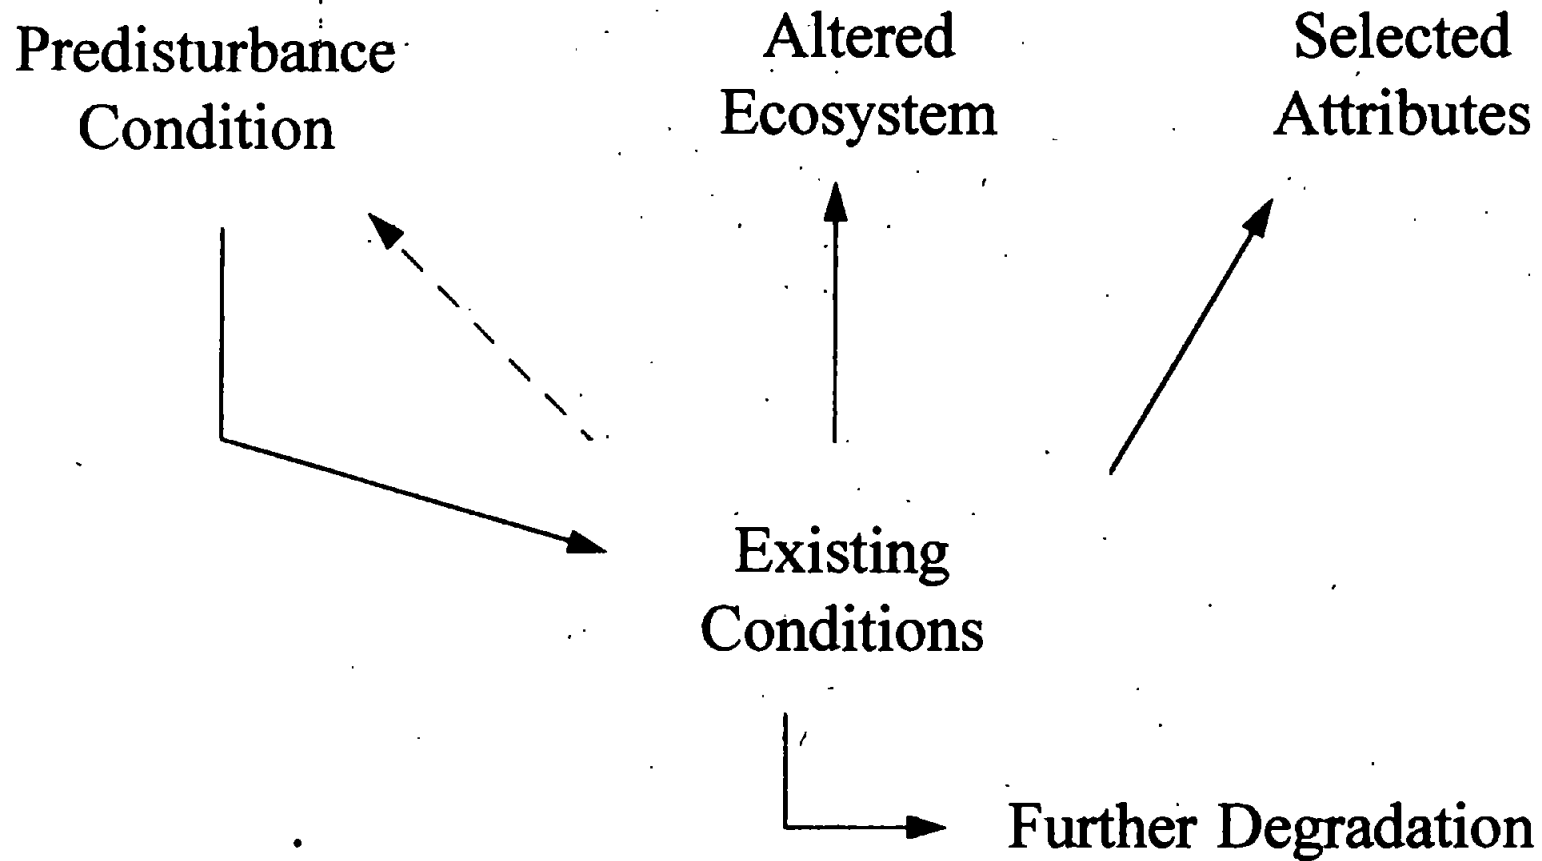 Predisturbance
Condition
Altered
Ecosystem
Selected
Attributes
Existing
Conditions
Further Degradation